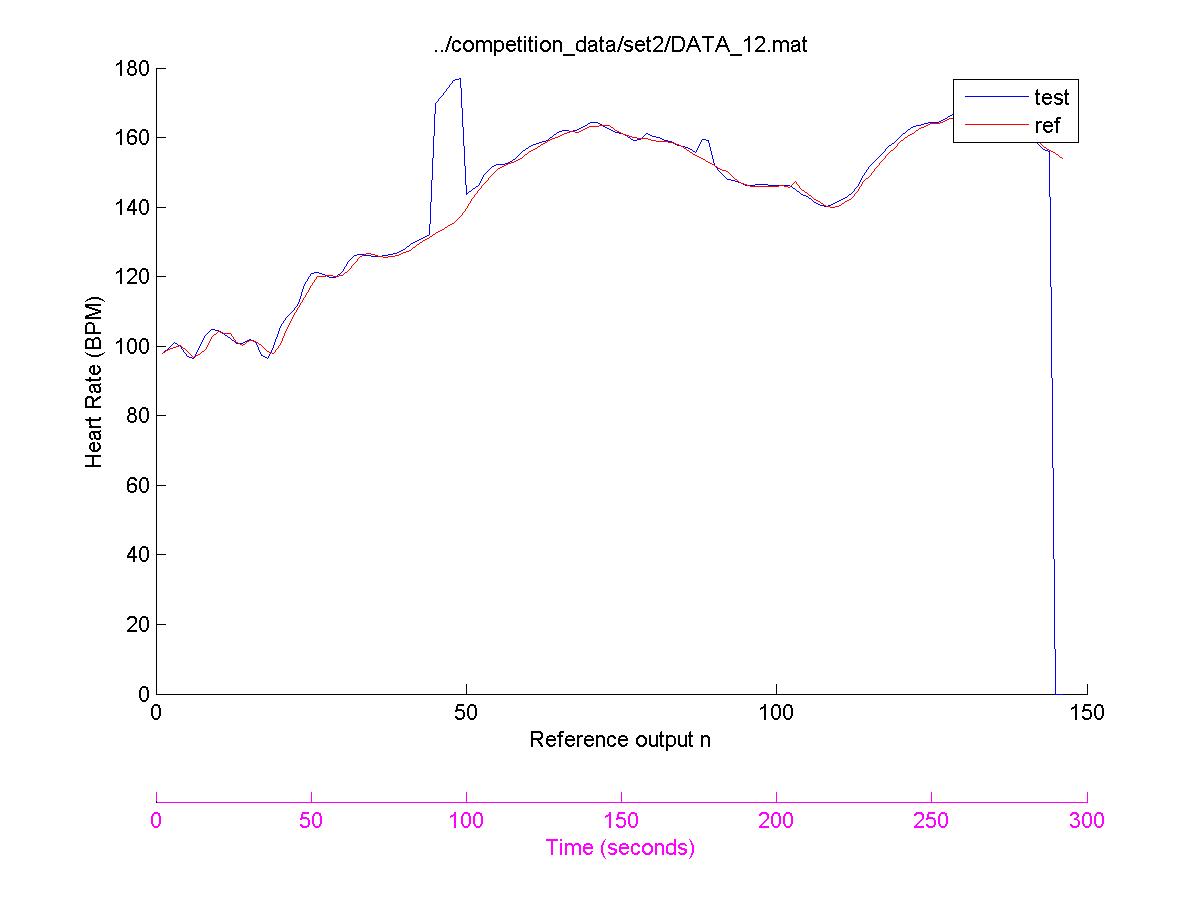 ../competition_data/set2/DATA_12.mat
180
160
140
120
100
80
60
40
20
0
Heart Rate (BPM)
test
ref
0 50 100 150
Reference output n
0 50 100 150 200 250 300
Time (seconds)